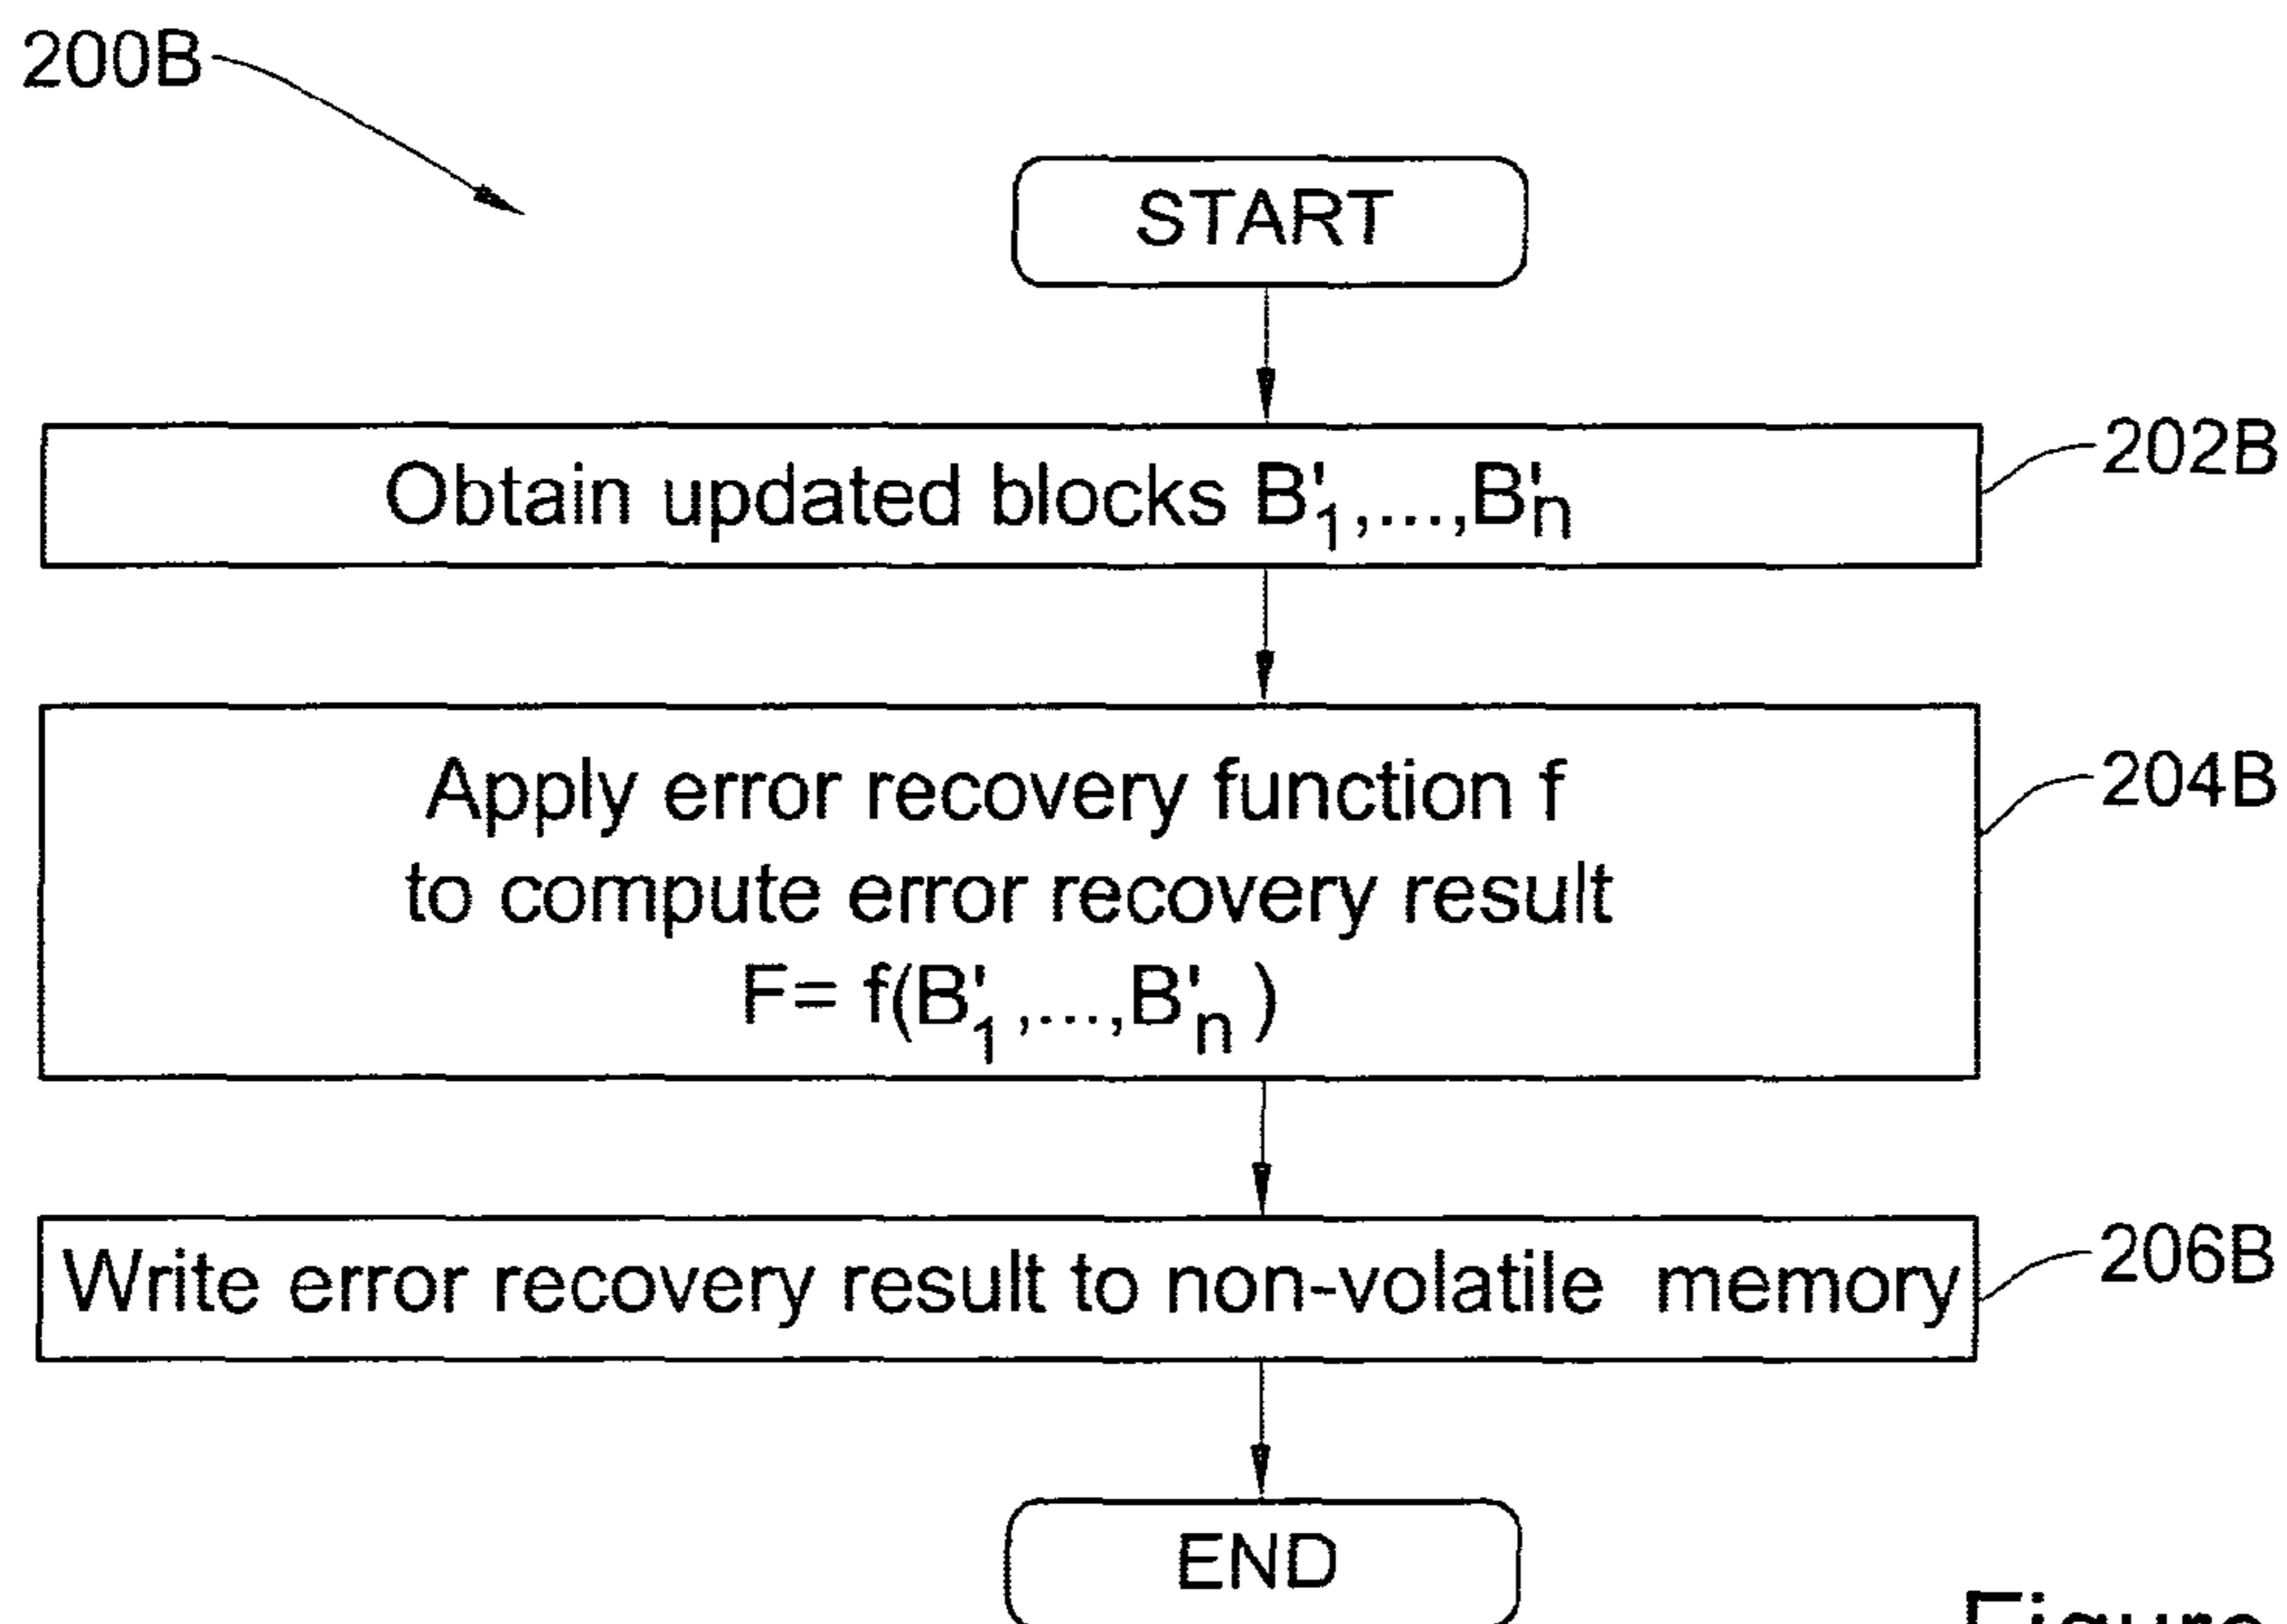 200B
START
Obtain updated blocks B'1,...,B'n
202B
Apply error recovery function f
to compute error recovery result
F= f(B'1,...,B'n )
204B
Write error recovery result to non-volatile memory
206B
END
Figure